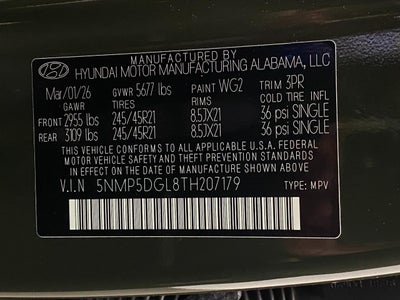 MANUFACTURED BY
HYUNDAI MOTOR MANUFACTURING ALABAMA, LLC
Mar/01/26 GVWR 5677 lbs PAINT WG2 TRIM 3PR
GAWR TIRES RIMS COLD TIRE INFL
FRONT 2955 lbs 245/45R21 8.5JX21 36 psi SINGLE
REAR 3109 lbs 245/45R21 8.5JX21 36 psi SINGLE
THIS VEHICLE CONFORMS TO ALL APPLICABLE U.S.A. FEDERAL
MOTOR VEHICLE SAFETY, BUMPER, AND THEFT
PREVENTION STANDARDS IN EFFECT ON THE DATE OF
MANUFACTURE SHOWN ABOVE.
V.I.N 5NMP5DGL8TH207179 TYPE: MPV